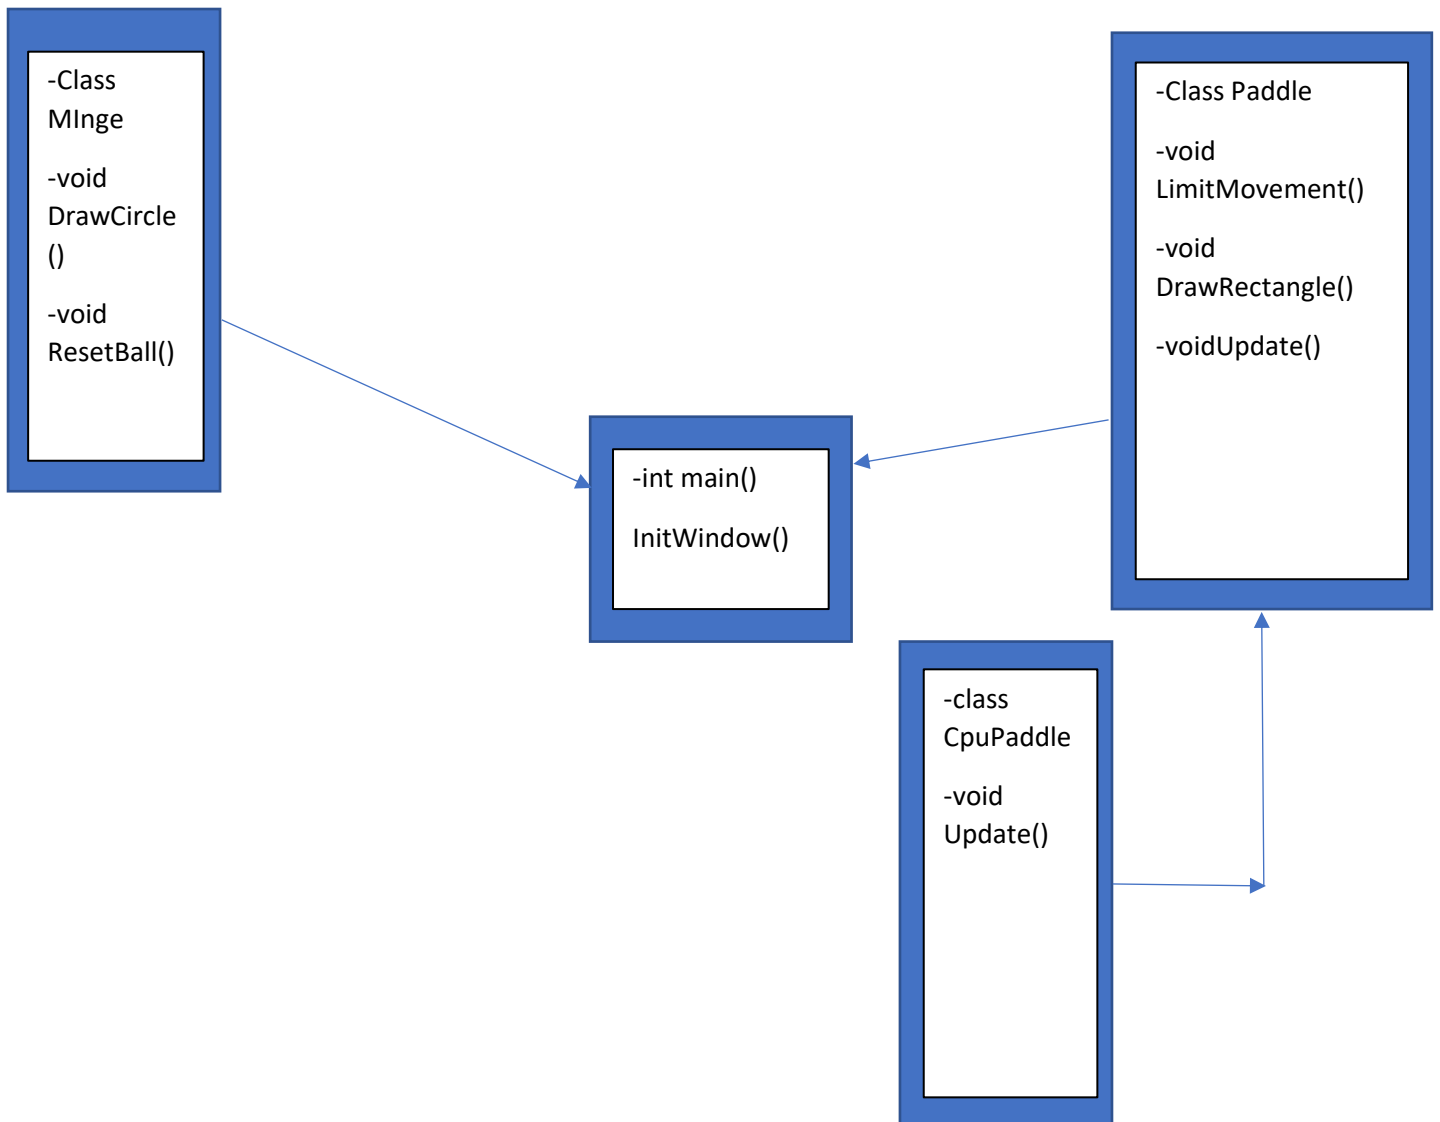 -Class
MInge
-void
DrawCircle
()
-void
ResetBall()
-Class Paddle
-void
LimitMovement()
-void
DrawRectangle()
-voidUpdate()
-int main()
InitWindow()
-class
CpuPaddle
-void
Update()